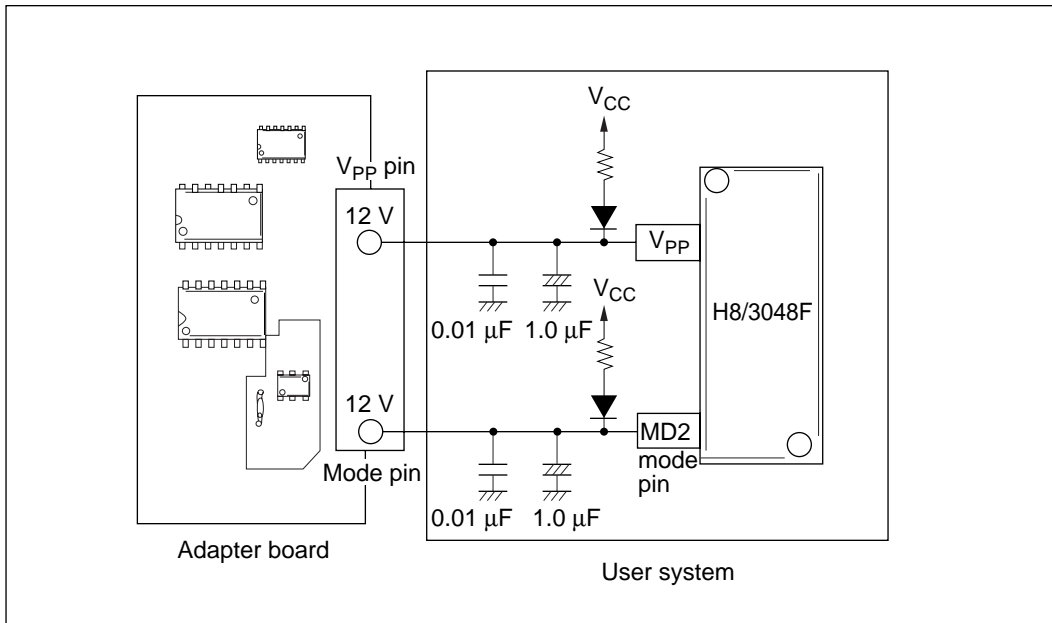 V_CC
V_PP pin
12 V
V_PP
V_CC
H8/3048F
0.01 μF
1.0 μF
12 V
MD2
mode pin
Mode pin
0.01 μF
1.0 μF
Adapter board
User system